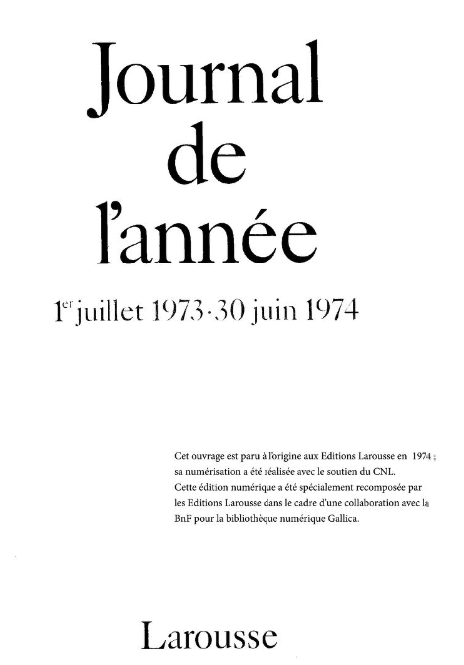 Journal
de
l'année
1er juillet 1973·30 juin 1974
Cet ouvrage est paru à l'origine aux Editions Larousse en 1974 ;
sa numérisation a été réalisée avec le soutien du CNL.
Cette édition numérique a été spécialement recomposée par
les Editions Larousse dans le cadre d'une collaboration avec la
BnF pour la bibliothèque numérique Gallica.
Larousse